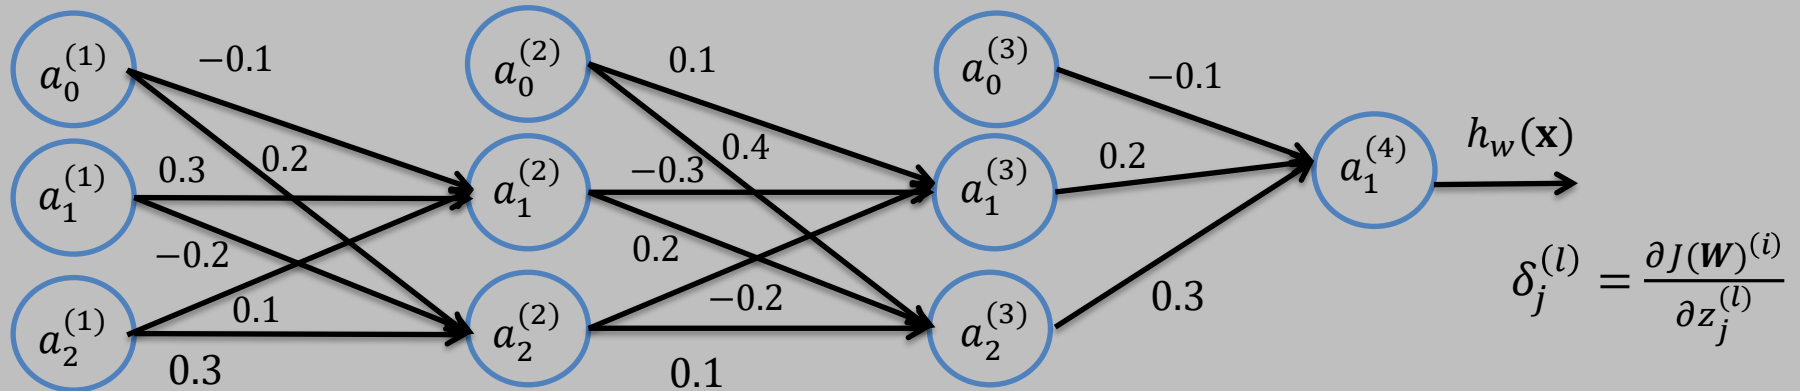 a_0^{(1)} −0.1 a_0^{(2)} 0.1 a_0^{(3)} −0.1
0.3 0.2 −0.3 0.4 0.2 h_w(𝐱)
a_1^{(1)} a_1^{(2)} a_1^{(3)} a_1^{(4)}
−0.2 0.2
0.1 −0.2 0.3
a_2^{(1)} a_2^{(2)} a_2^{(3)}
0.3 0.1
δ_j^{(l)} = ∂J(𝑾)^{(i)} / ∂z_j^{(l)}